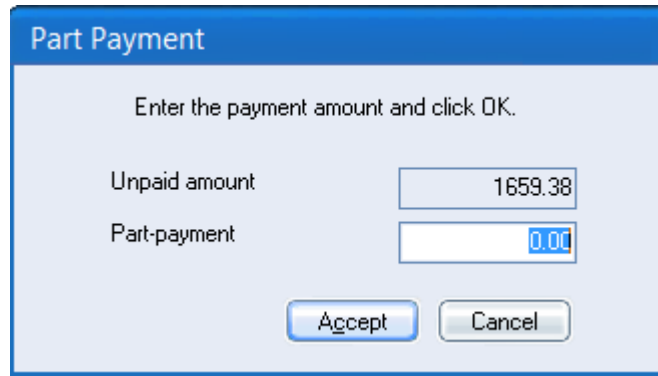 Part Payment
Enter the payment amount and click OK.
Unpaid amount 1659.38
Part-payment 0.00
Accept Cancel